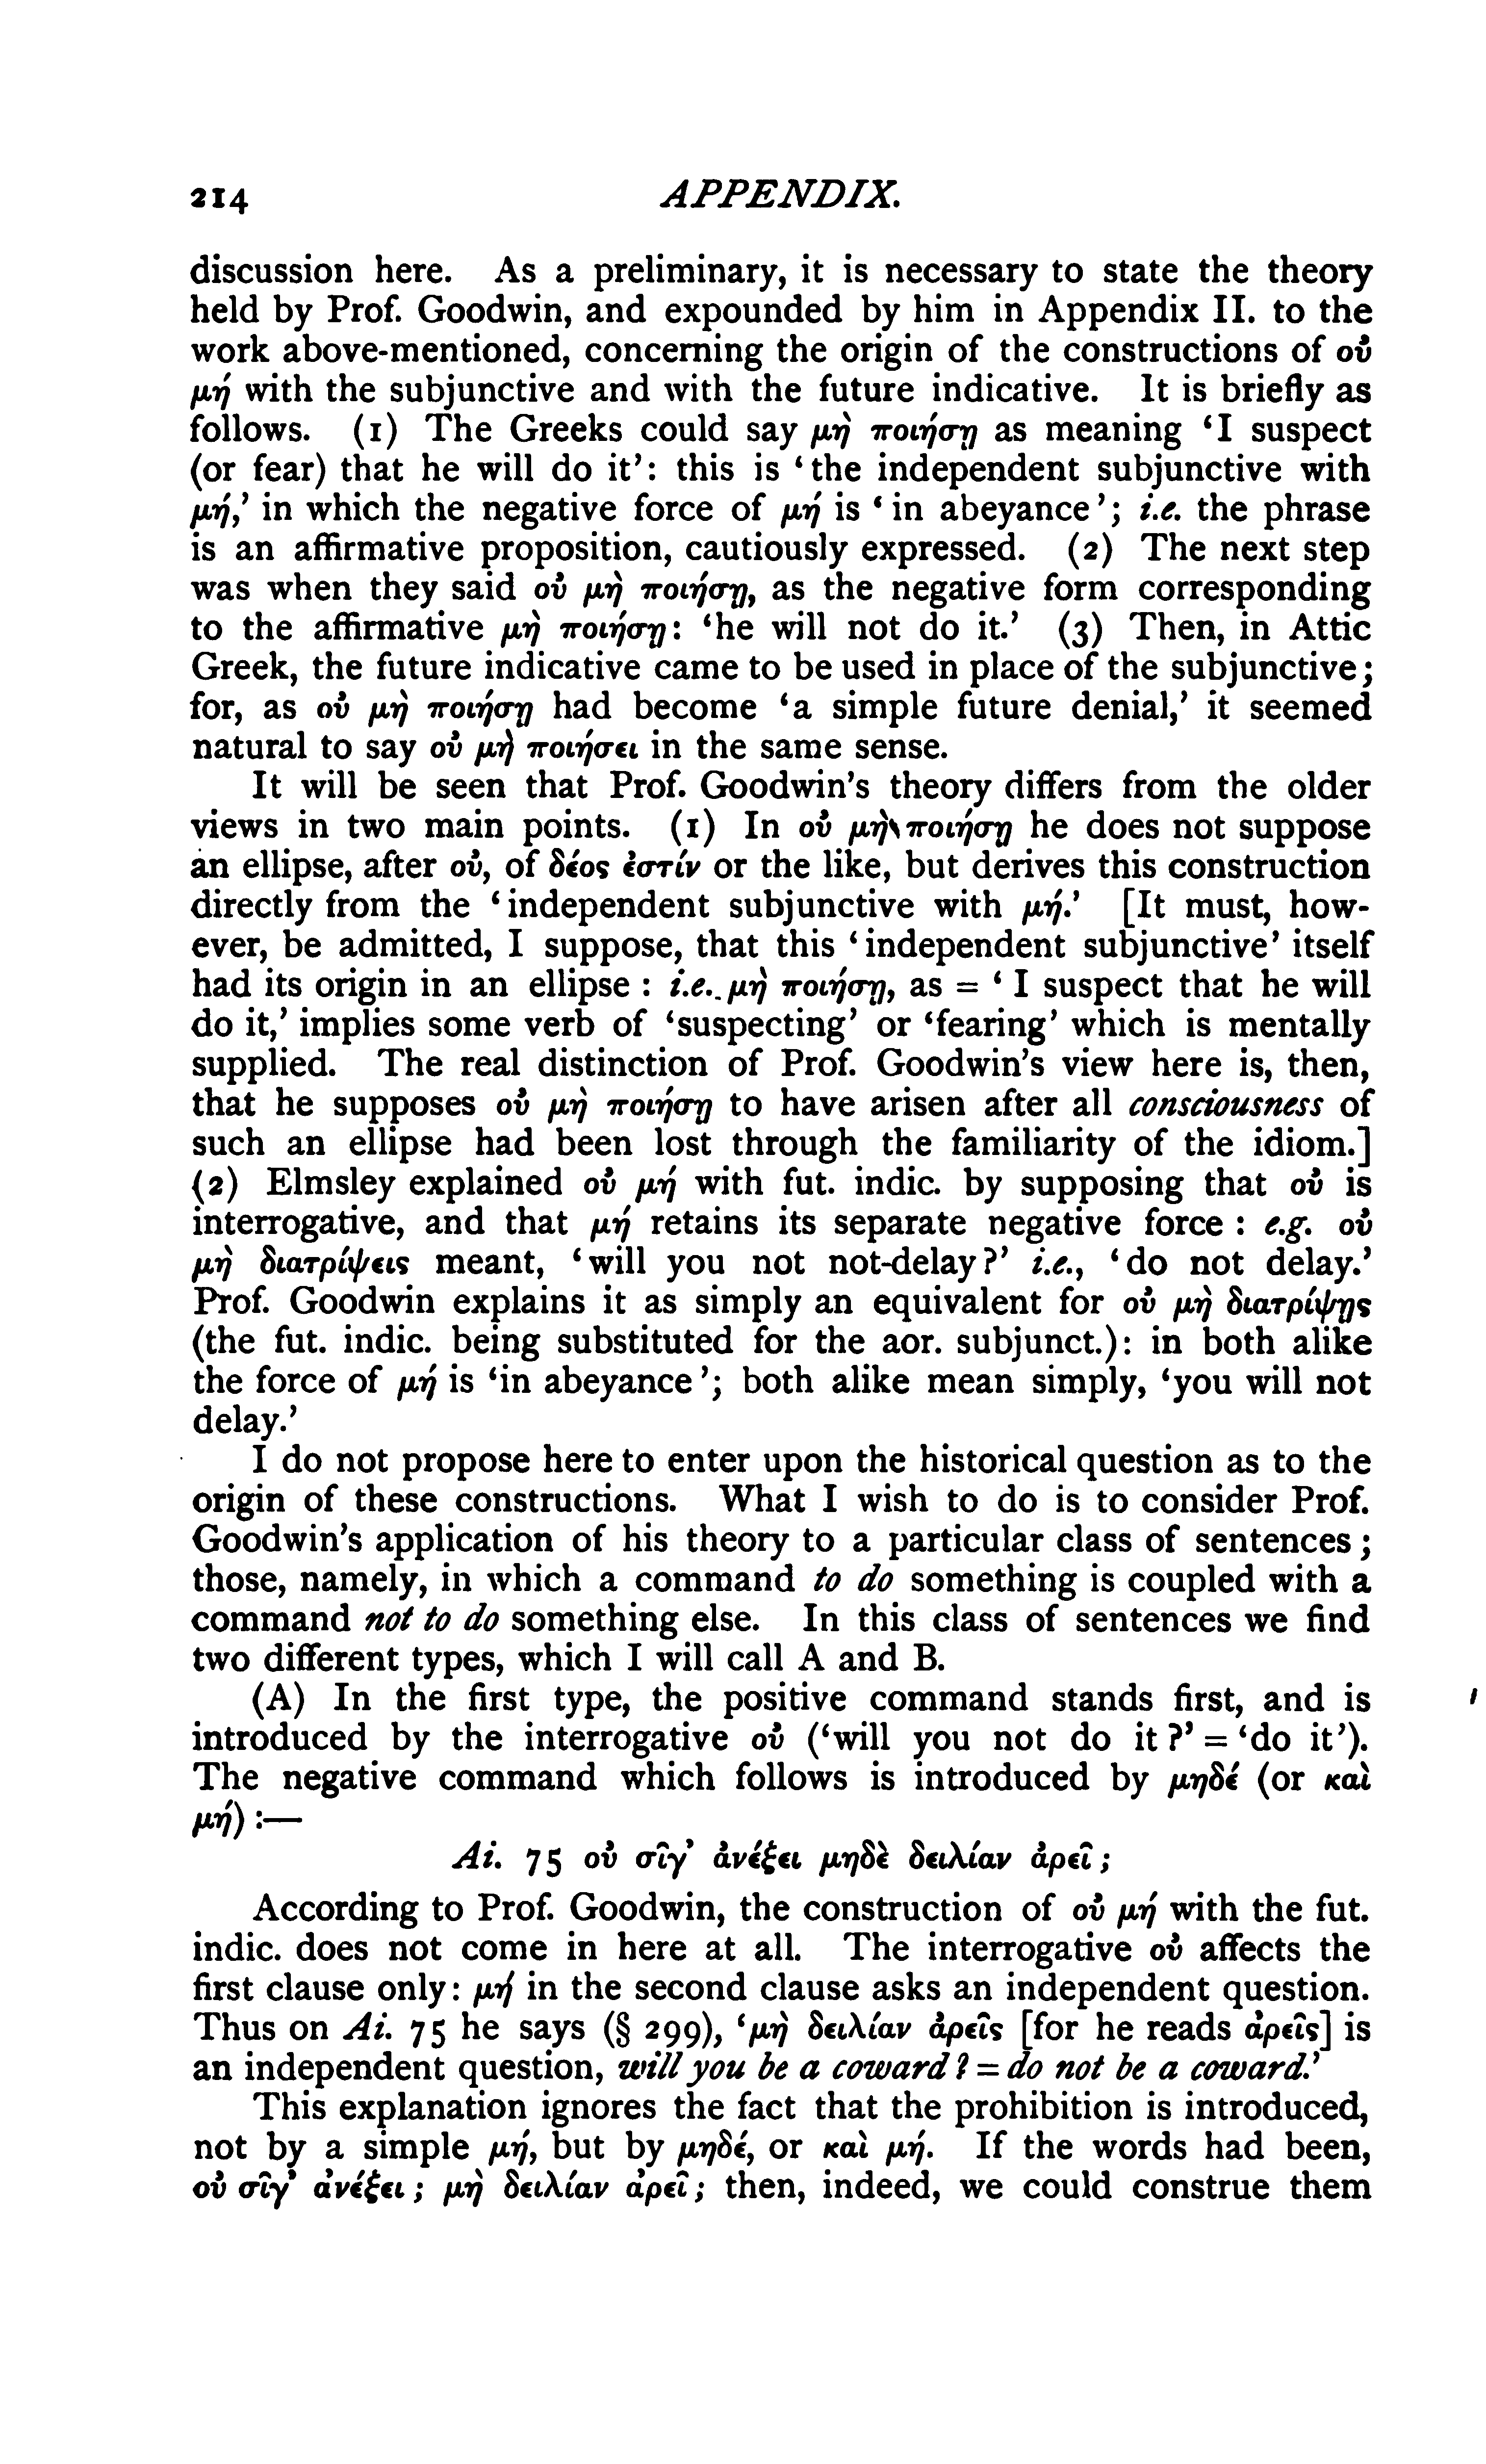 214 APPENDIX.
discussion here. As a preliminary, it is necessary to state the theory
held by Prof. Goodwin, and expounded by him in Appendix II. to the
work above-mentioned, concerning the origin of the constructions of οὐ
μή with the subjunctive and with the future indicative. It is briefly as
follows. (1) The Greeks could say μὴ ποιήσῃ as meaning ‘I suspect
(or fear) that he will do it’: this is ‘the independent subjunctive with
μή,’ in which the negative force of μή is ‘in abeyance’; i.e. the phrase
is an affirmative proposition, cautiously expressed. (2) The next step
was when they said οὐ μὴ ποιήσῃ, as the negative form corresponding
to the affirmative μὴ ποιήσῃ: ‘he will not do it.’ (3) Then, in Attic
Greek, the future indicative came to be used in place of the subjunctive;
for, as οὐ μὴ ποιήσῃ had become ‘a simple future denial,’ it seemed
natural to say οὐ μὴ ποιήσει in the same sense.
It will be seen that Prof. Goodwin’s theory differs from the older
views in two main points. (1) In οὐ μὴ ποιήσῃ he does not suppose
an ellipse, after οὐ, of δέος ἐστίν or the like, but derives this construction
directly from the ‘independent subjunctive with μή.’ [It must, how-
ever, be admitted, I suppose, that this ‘independent subjunctive’ itself
had its origin in an ellipse : i.e. μὴ ποιήσῃ, as = ‘I suspect that he will
do it,’ implies some verb of ‘suspecting’ or ‘fearing’ which is mentally
supplied. The real distinction of Prof. Goodwin’s view here is, then,
that he supposes οὐ μὴ ποιήσῃ to have arisen after all consciousness of
such an ellipse had been lost through the familiarity of the idiom.]
(2) Elmsley explained οὐ μή with fut. indic. by supposing that οὐ is
interrogative, and that μή retains its separate negative force : e.g. οὐ
μὴ διατρίψεις meant, ‘will you not not-delay?’ i.e., ‘do not delay.’
Prof. Goodwin explains it as simply an equivalent for οὐ μὴ διατρίψῃς
(the fut. indic. being substituted for the aor. subjunct.): in both alike
the force of μή is ‘in abeyance’; both alike mean simply, ‘you will not
delay.’
I do not propose here to enter upon the historical question as to the
origin of these constructions. What I wish to do is to consider Prof.
Goodwin’s application of his theory to a particular class of sentences;
those, namely, in which a command to do something is coupled with a
command not to do something else. In this class of sentences we find
two different types, which I will call A and B.
(A) In the first type, the positive command stands first, and is
introduced by the interrogative οὐ (‘will you not do it?’ = ‘do it’).
The negative command which follows is introduced by μηδέ (or καὶ
μή) :—
Ai. 75 οὐ σῖγ’ ἀνέξει μηδὲ δειλίαν ἀρεῖ;
According to Prof. Goodwin, the construction of οὐ μή with the fut.
indic. does not come in here at all. The interrogative οὐ affects the
first clause only: μή in the second clause asks an independent question.
Thus on Ai. 75 he says (§ 299), ‘μὴ δειλίαν ἀρεῖς [for he reads ἀρεῖς] is
an independent question, will you be a coward? = do not be a coward.’
This explanation ignores the fact that the prohibition is introduced,
not by a simple μή, but by μηδέ, or καὶ μή. If the words had been,
οὐ σῖγ’ ἀνέξει; μὴ δειλίαν ἀρεῖ; then, indeed, we could construe them